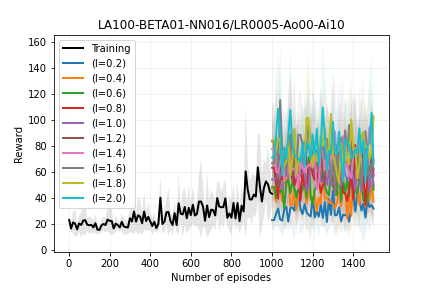 LA100-BETA01-NN016/LR0005-Ao00-Ai10
Reward
160
140
120
100
80
60
40
20
0
Training
(l=0.2)
(l=0.4)
(l=0.6)
(l=0.8)
(l=1.0)
(l=1.2)
(l=1.4)
(l=1.6)
(l=1.8)
(l=2.0)
0 200 400 600 800 1000 1200 1400
Number of episodes